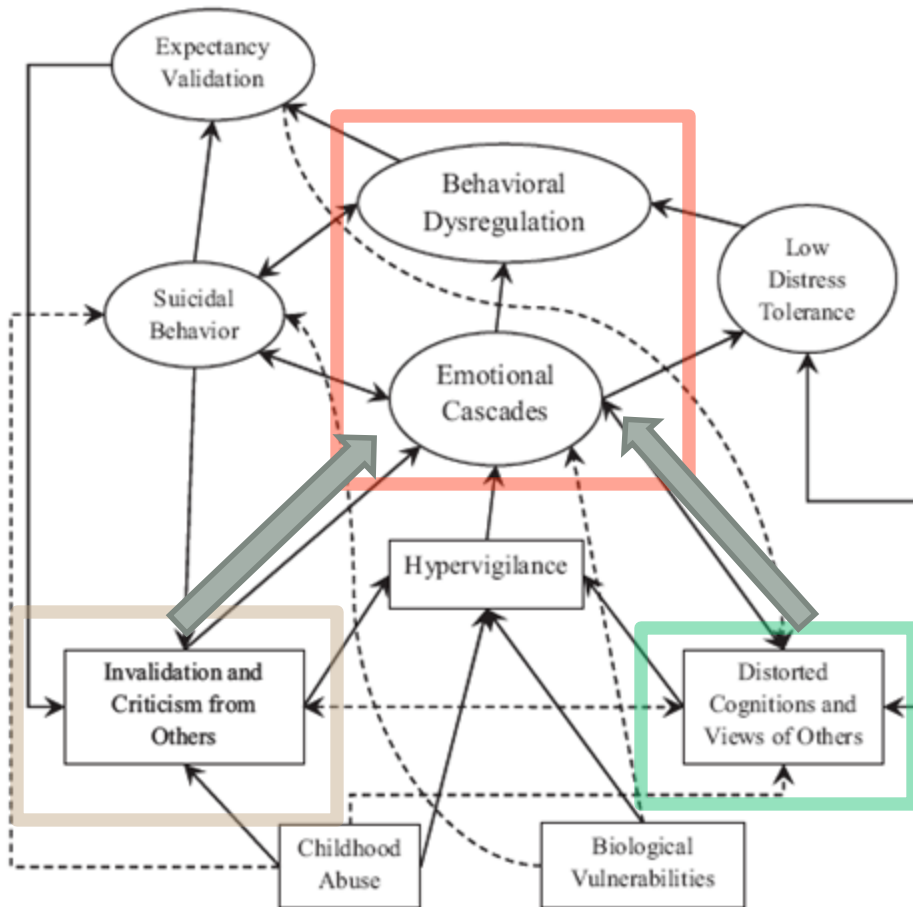 Expectancy
Validation
Behavioral
Dysregulation
Low
Distress
Tolerance
Suicidal
Behavior
Emotional
Cascades
Hypervigilance
Invalidation and
Criticism from
Others
Distorted
Cognitions and
Views of Others
Childhood
Abuse
Biological
Vulnerabilities